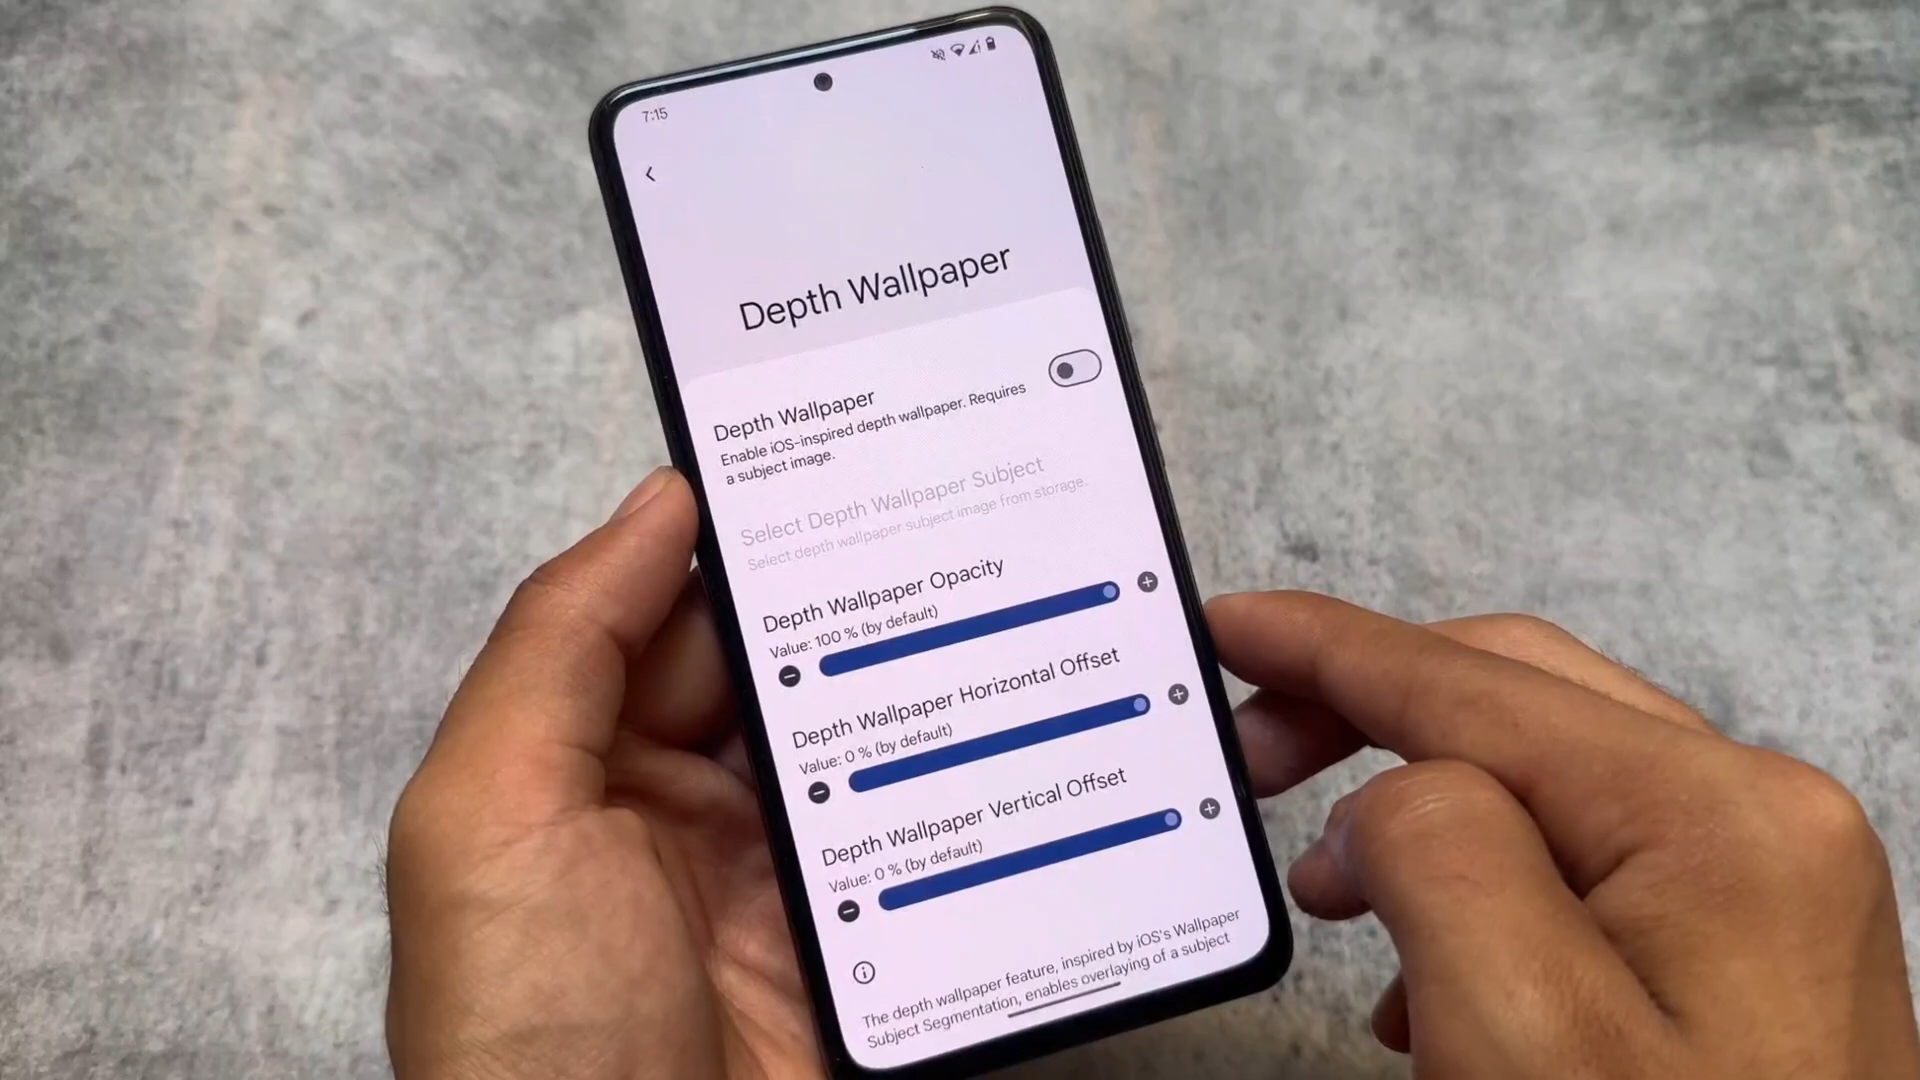 7:15
Depth Wallpaper
Depth Wallpaper
Enable iOS-inspired depth wallpaper. Requires
a subject image.
Select Depth Wallpaper Subject
Select depth wallpaper subject image from storage.
Depth Wallpaper Opacity
Value: 100 % (by default)
Depth Wallpaper Horizontal Offset
Value: 0 % (by default)
Depth Wallpaper Vertical Offset
Value: 0 % (by default)
The depth wallpaper feature, inspired by iOS's Wallpaper
Subject Segmentation, enables overlaying of a subject